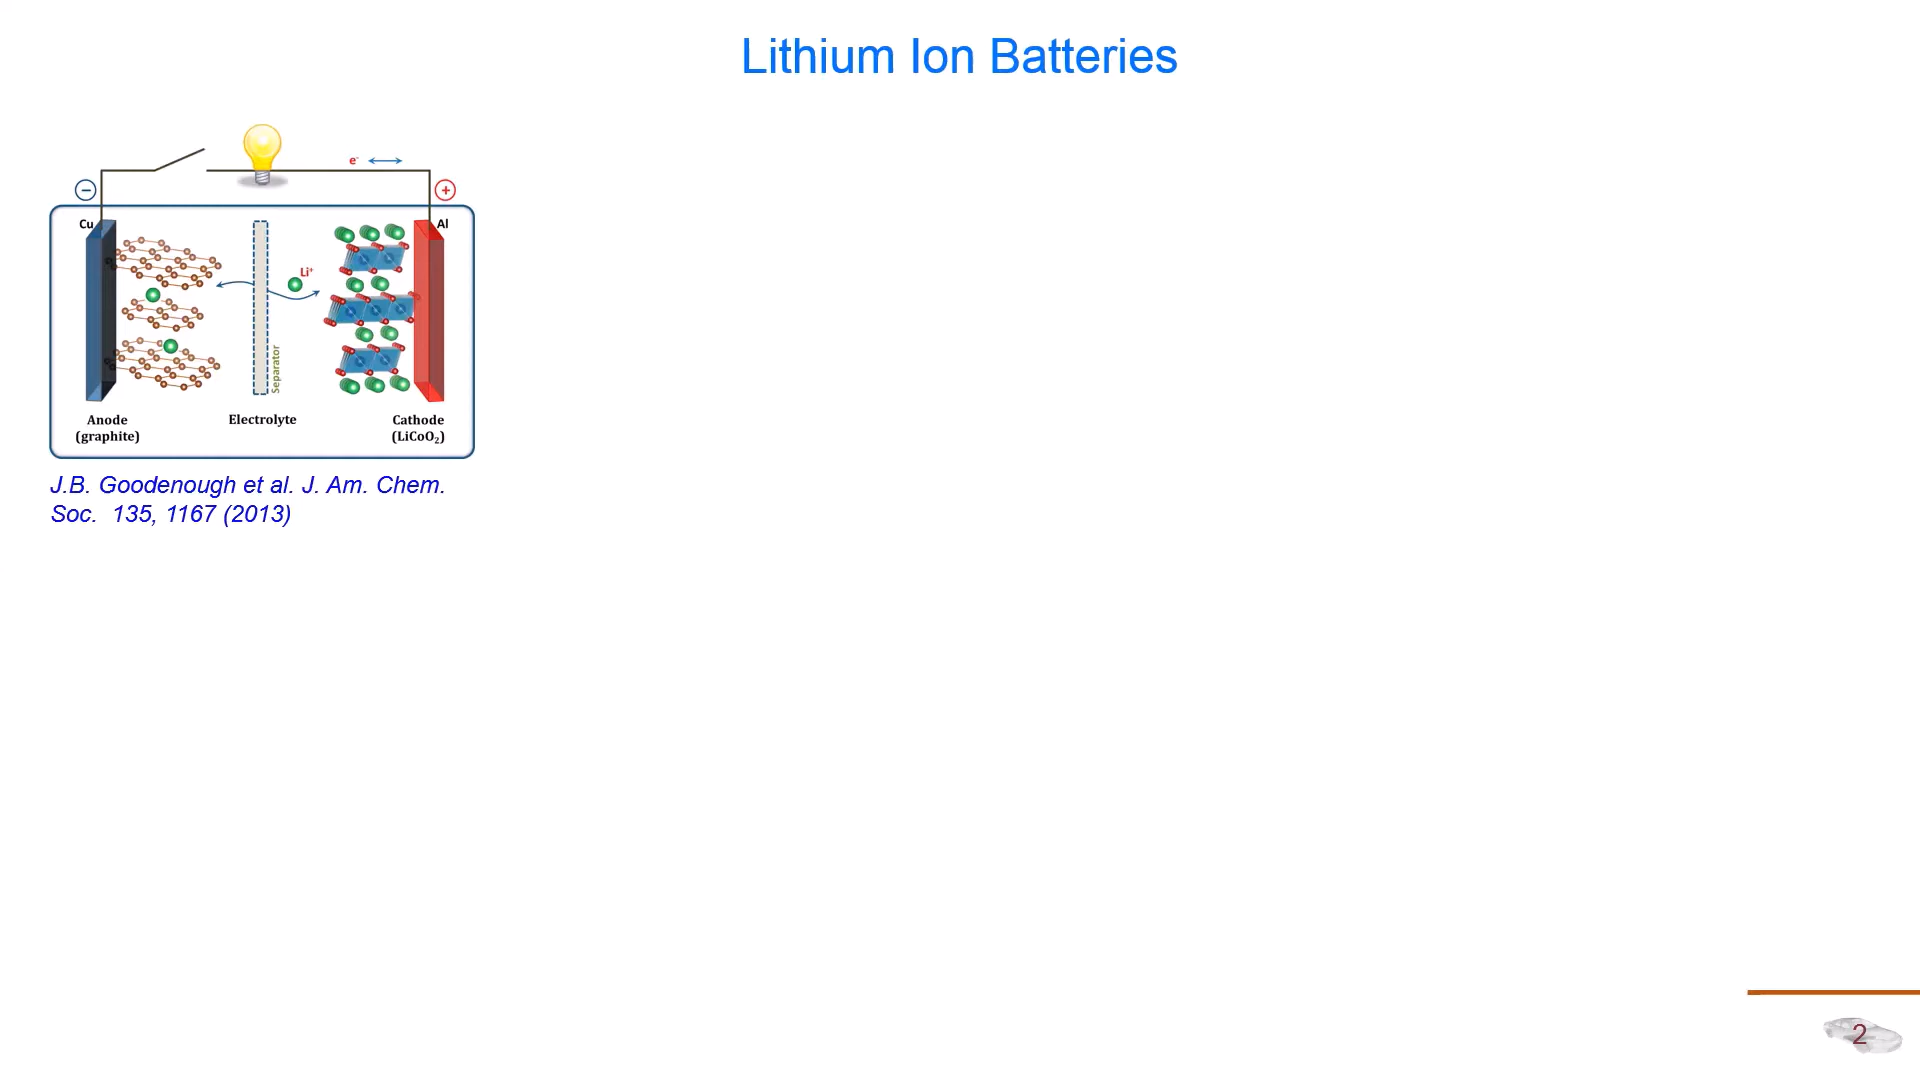 Lithium Ion Batteries
e-
−
+
Cu
Al
Li+
Separator
Anode
(graphite)
Electrolyte
Cathode
(LiCoO2)
J.B. Goodenough et al. J. Am. Chem.
Soc. 135, 1167 (2013)
2